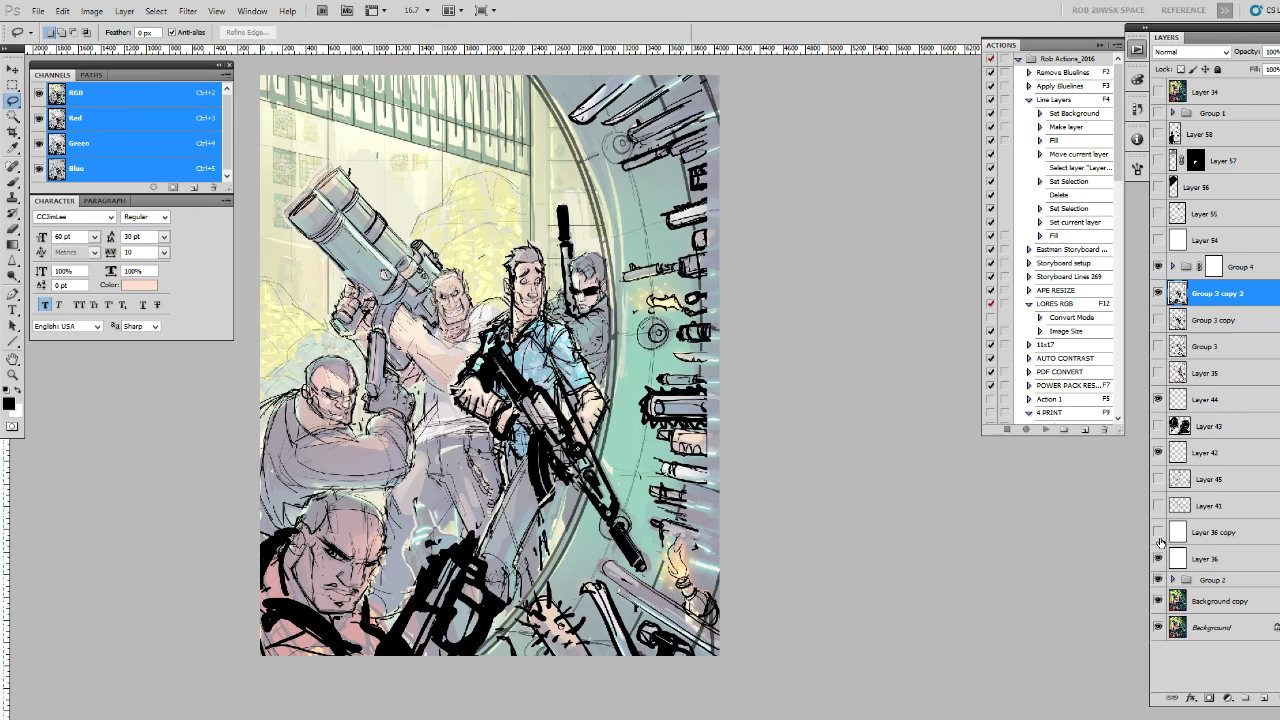 Ps File Edit Image Layer Select Filter View Window Help Br Mb 16.7 ROB 20WSX SPACE REFERENCE CS L
Feather: 0 px Anti-alias Refine Edge...
CHANNELS PATHS
RGB Ctrl+2
Red Ctrl+3
Green Ctrl+4
Blue Ctrl+5
CHARACTER PARAGRAPH
CCJimLee Regular
60 pt 30 pt
Metrics 10
100% 100%
0 pt Color:
T T TT Tr T' T, T T
English: USA Sharp
ACTIONS
Rob Actions_2016
Remove Bluelines F2
Apply Bluelines F3
Line Layers F4
Set Background
Make layer
Fill
Move current layer
Select layer "Layer...
Set Selection
Delete
Set Selection
Set current layer
Fill
Eastman Storyboard ...
Storyboard setup
Storyboard Lines 269
APE RESIZE
LORES RGB F12
Convert Mode
Image Size
11x17
AUTO CONTRAST
PDF CONVERT
POWER PACK RES... F7
Action 1 F5
4 PRINT F9
LAYERS
Normal Opacity: 100%
Lock: Fill: 100%
Layer 34
Group 1
Layer 58
Layer 57
Layer 56
Layer 55
Layer 54
Group 4
Group 3 copy 2
Group 3 copy
Group 3
Layer 35
Layer 44
Layer 43
Layer 42
Layer 45
Layer 41
Layer 36 copy
Layer 36
Group 2
Background copy
Background